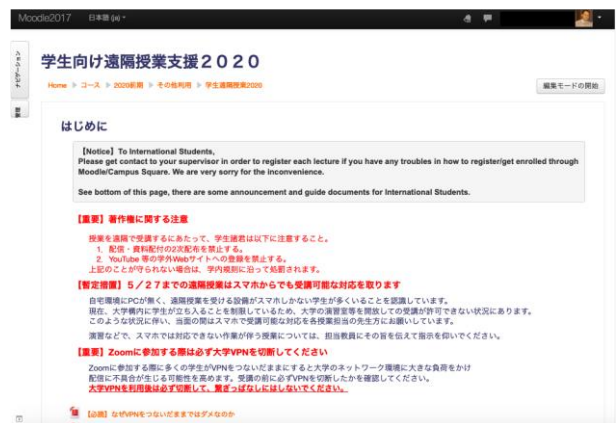 Moodle2017 日本語 (ja)
ナビゲーション
学生向け遠隔授業支援2020
Home ▶ コース ▶ 2020前期 ▶ その他利用 ▶ 学生遠隔授業2020
編集モードの開始
管理
はじめに
【Notice】To International Students,
Please get contact to your supervisor in order to register each lecture if you have any troubles in how to register/get enrolled through
Moodle/Campus Square. We are very sorry for the inconvenience.
See bottom of this page, there are some announcement and guide documents for International Students.
【重要】著作権に関する注意
授業を遠隔で受講するにあたって、学生諸君は以下に注意すること。
1. 配信・資料配付の2次配布を禁止する。
2. YouTube 等の学外Webサイトへの登録を禁止する。
上記のことが守られない場合は、学内規則に沿って処罰されます。
【暫定措置】5/27までの遠隔授業はスマホからでも受講可能な対応を取ります
自宅環境にPCが無く、遠隔授業を受ける設備がスマホしかない学生が多くいることを認識しています。
現在、大学構内に学生が立ち入ることを制限しているため、大学の演習室等を開放しての受講が許可できない状況にあります。
このような状況に伴い、当面の間はスマホで受講可能な対応を各授業担当の先生方にお願いしています。
演習などで、スマホでは対応できない作業が伴う授業については、担当教員にその旨を伝えて指示を仰いでください。
【重要】Zoomに参加する際は必ず大学VPNを切断してください
Zoomに参加する際に多くの学生がVPNをつないだままにすると大学のネットワーク環境に大きな負荷をかけ
配信に不具合が生じる可能性を高めます。受講の前に必ずVPNを切断したかを確認してください。
大学VPNを利用後は必ず切断して、繋ぎっぱなしにはしないでください。
【必読】なぜVPNをつないだままではダメなのか